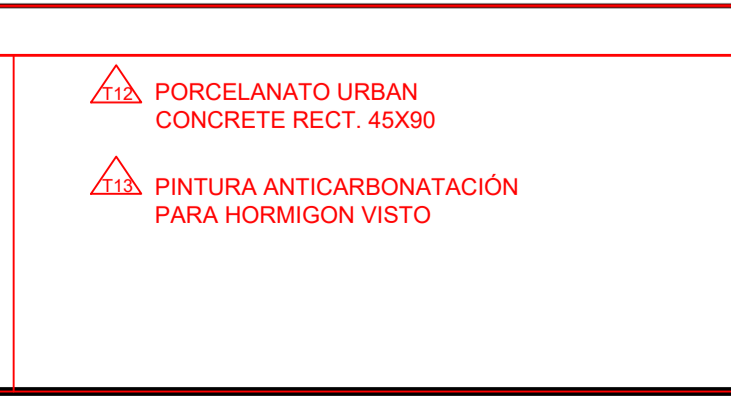 T12 PORCELANATO URBAN
CONCRETE RECT. 45X90
T13 PINTURA ANTICARBONATACIÓN
PARA HORMIGON VISTO